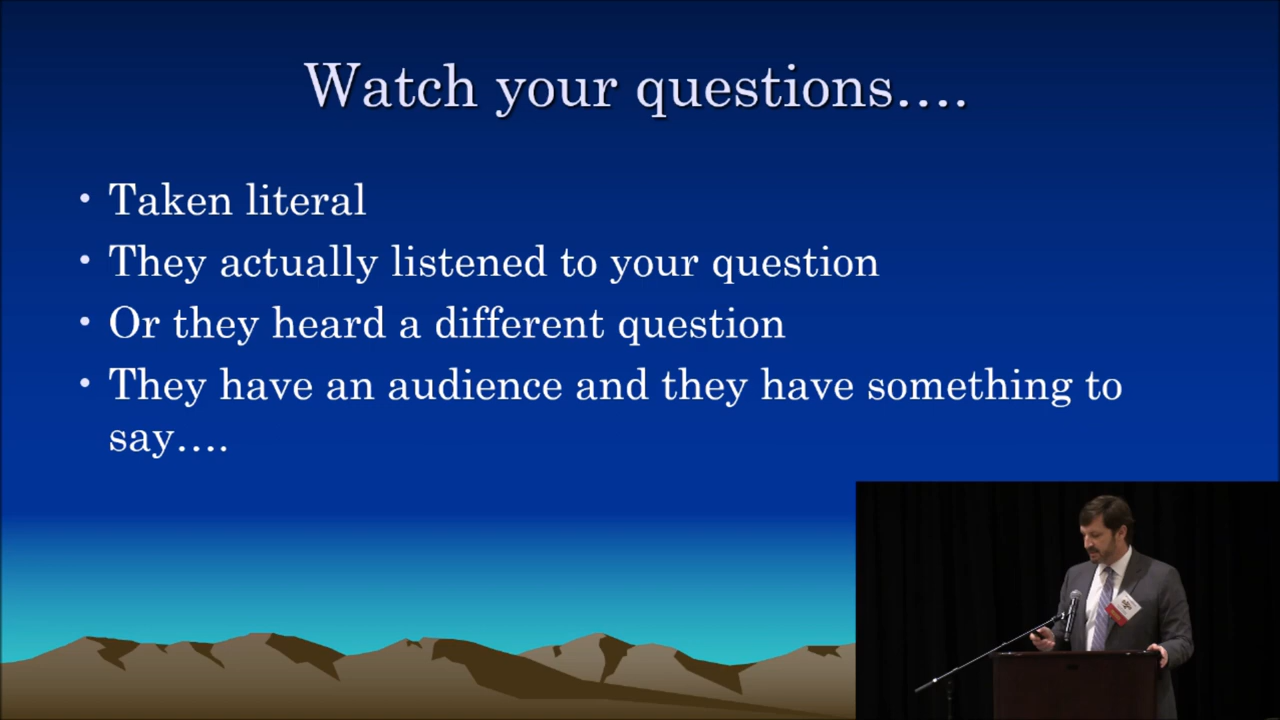 Watch your questions....
• Taken literal
• They actually listened to your question
• Or they heard a different question
• They have an audience and they have something to
say....